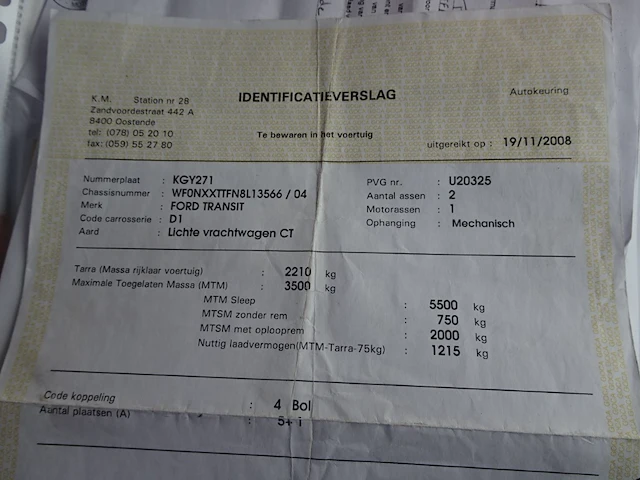 K.M. Station nr 28
Zandvoordestraat 442 A
8400 Oostende
tel: (078) 05 20 10
fax: (059) 55 27 80
IDENTIFICATIEVERSLAG
Te bewaren in het voertuig
Autokeuring
uitgereikt op : 19/11/2008
Nummerplaat : KGY271
Chassisnummer : WF0NXXTTFN8L13566 / 04
Merk : FORD TRANSIT
Code carrosserie : D1
Aard : Lichte vrachtwagen CT
PVG nr. : U20325
Aantal assen : 2
Motorassen : 1
Ophanging : Mechanisch
Tarra (Massa rijklaar voertuig) : 2210 kg
Maximale Toegelaten Massa (MTM) : 3500 kg
MTM Sleep : 5500 kg
MTSM zonder rem : 750 kg
MTSM met oplooprem : 2000 kg
Nuttig laadvermogen(MTM-Tarra-75kg) : 1215 kg
Code koppeling : 4 Bol
Aantal plaatsen (A) : 5+